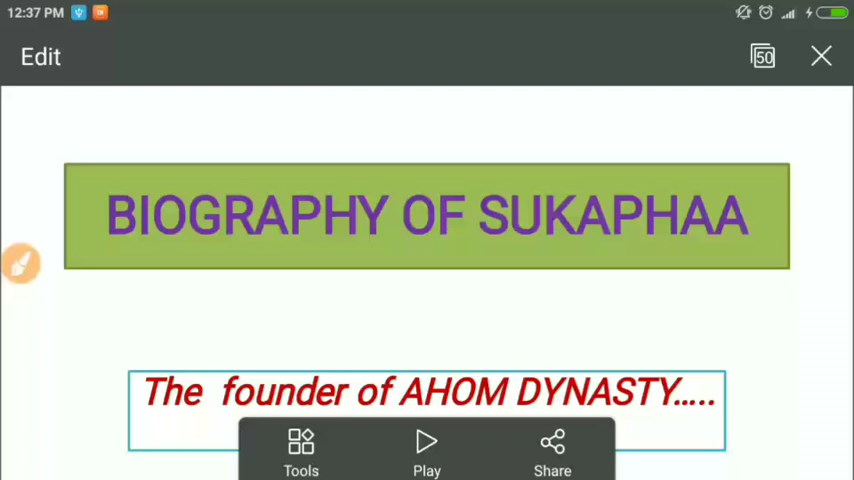 12:37 PM
Edit
50
BIOGRAPHY OF SUKAPHAA
The founder of AHOM DYNASTY.....
Tools Play Share